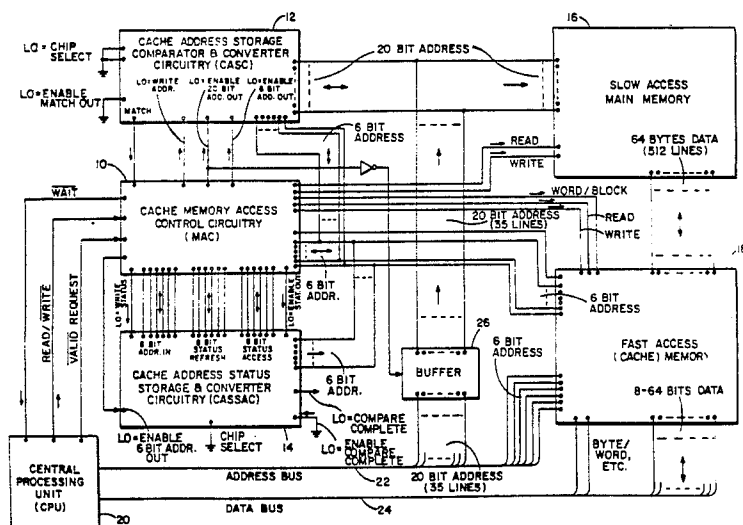 12
16
LO = CHIP SELECT
CACHE ADDRESS STORAGE
COMPARATOR & CONVERTER
CIRCUITRY (CASC)
LO=WRITE ADDR.
LO=ENABLE 20 BIT ADD. OUT
LO=ENABLE 6 BIT ADD. OUT
LO=ENABLE MATCH OUT
MATCH
20 BIT ADDRESS
6 BIT ADDRESS
SLOW ACCESS
MAIN MEMORY
64 BYTES DATA
(512 LINES)
10
WAIT
CACHE MEMORY ACCESS
CONTROL CIRCUITRY
(MAC)
READ
WRITE
WORD/BLOCK
READ
WRITE
20 BIT ADDRESS
(35 LINES)
6 BIT ADDR.
18
READ/WRITE
VALID REQUEST
LO=WRITE STATUS
8 BIT ADDR. IN
8 BIT STATUS REFRESH
8 BIT STATUS ACCESS
LO=ENABLE STAT. OUT
6 BIT ADDRESS
FAST ACCESS
(CACHE) MEMORY
8-64 BITS DATA
CACHE ADDRESS STATUS
STORAGE & CONVERTER
CIRCUITRY (CASSAC)
6 BIT ADDR.
26
BUFFER
6 BIT ADDRESS
LO=COMPARE COMPLETE
LO= ENABLE COMPARE COMPLETE
LO=ENABLE 6 BIT ADDR. OUT
CHIP SELECT
14
CENTRAL
PROCESSING
UNIT
(CPU)
20
ADDRESS BUS
22
20 BIT ADDRESS
(35 LINES)
BYTE/
WORD,
ETC.
DATA BUS
24